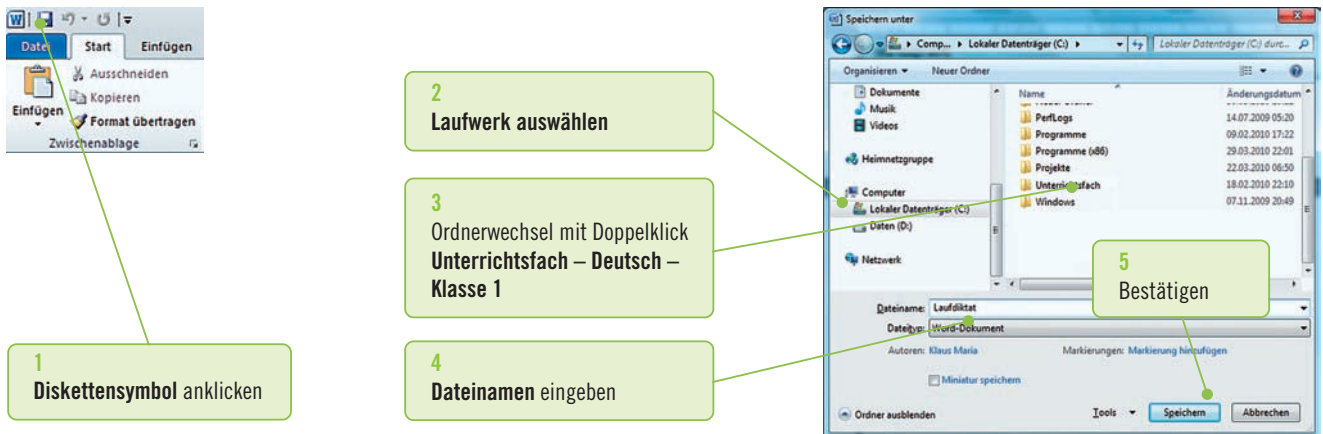 Datei Start Einfügen
Ausschneiden
Kopieren
Einfügen
Format übertragen
Zwischenablage
1
Diskettensymbol anklicken
2
Laufwerk auswählen
3
Ordnerwechsel mit Doppelklick
Unterrichtsfach – Deutsch –
Klasse 1
4
Dateinamen eingeben
Speichern unter
Comp... Lokaler Datenträger (C:) Lokaler Datenträger (C:) durc...
Organisieren Neuer Ordner
Dokumente
Musik
Videos
Heimnetzgruppe
Computer
Lokaler Datenträger (C:)
Daten (D:)
Netzwerk
Name Änderungsdatum
PerfLogs 14.07.2009 05:20
Programme 09.02.2010 17:22
Programme (x86) 29.03.2010 22:01
Projekte 22.03.2010 06:50
Unterrichtsfach 18.02.2010 22:10
Windows 07.11.2009 20:49
5
Bestätigen
Dateiname: Laufdiktat
Dateityp: Word-Dokument
Autoren: Klaus Maria Markierungen: Markierung hinzufügen
Miniatur speichern
Ordner ausblenden Tools Speichern Abbrechen